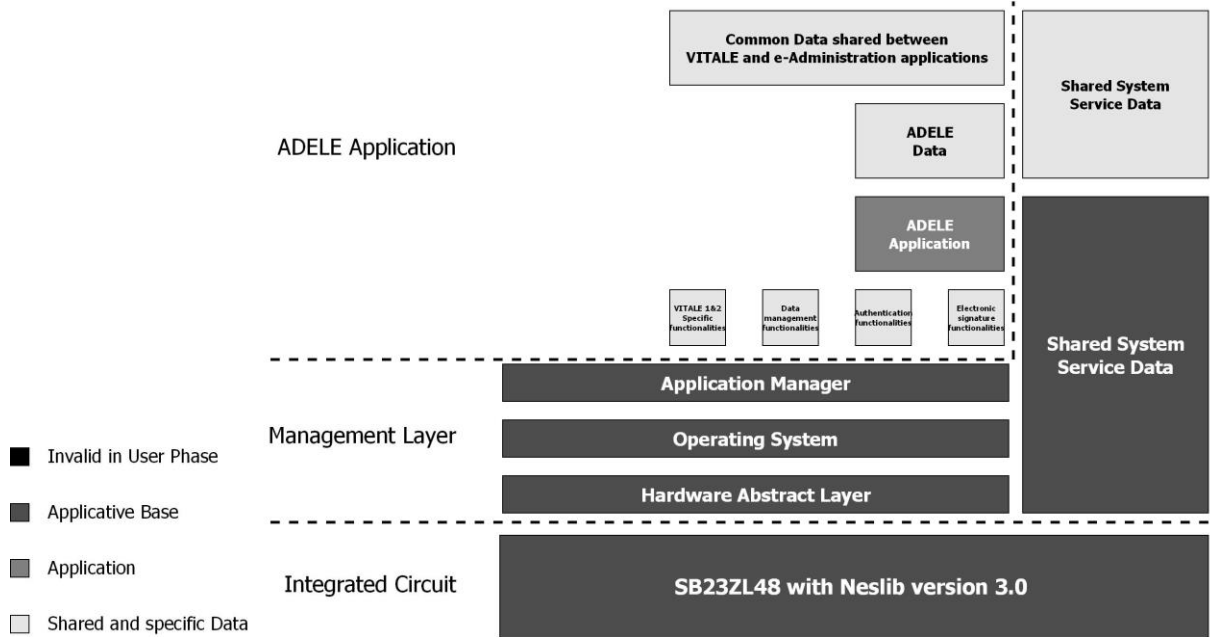 Common Data shared between
VITALE and e-Administration applications
Shared System
Service Data
ADELE Application
ADELE
Data
ADELE
Application
VITALE 1&2
Specific
functionalities
Data
management
functionalities
Authentication
functionalities
Electronic
signature
functionalities
Shared System
Service Data
Application Manager
Management Layer
Operating System
Hardware Abstract Layer
Invalid in User Phase
Applicative Base
Application
Shared and specific Data
Integrated Circuit
SB23ZL48 with Neslib version 3.0